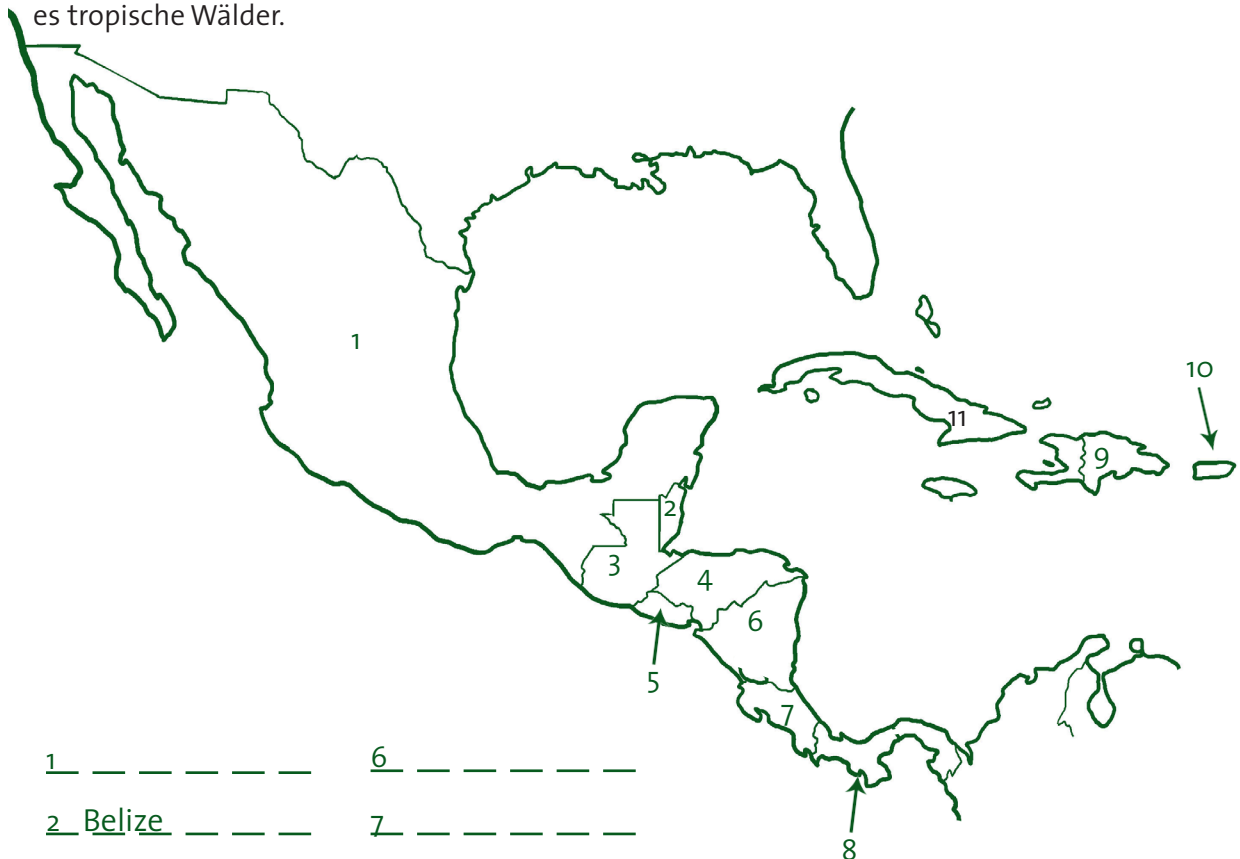 es tropische Wälder.
1
10
11
9
2
3
4
6
5
7
1 _ _ _ _ _ _
6 _ _ _ _ _ _
2 Belize
7 _ _ _ _ _ _
8